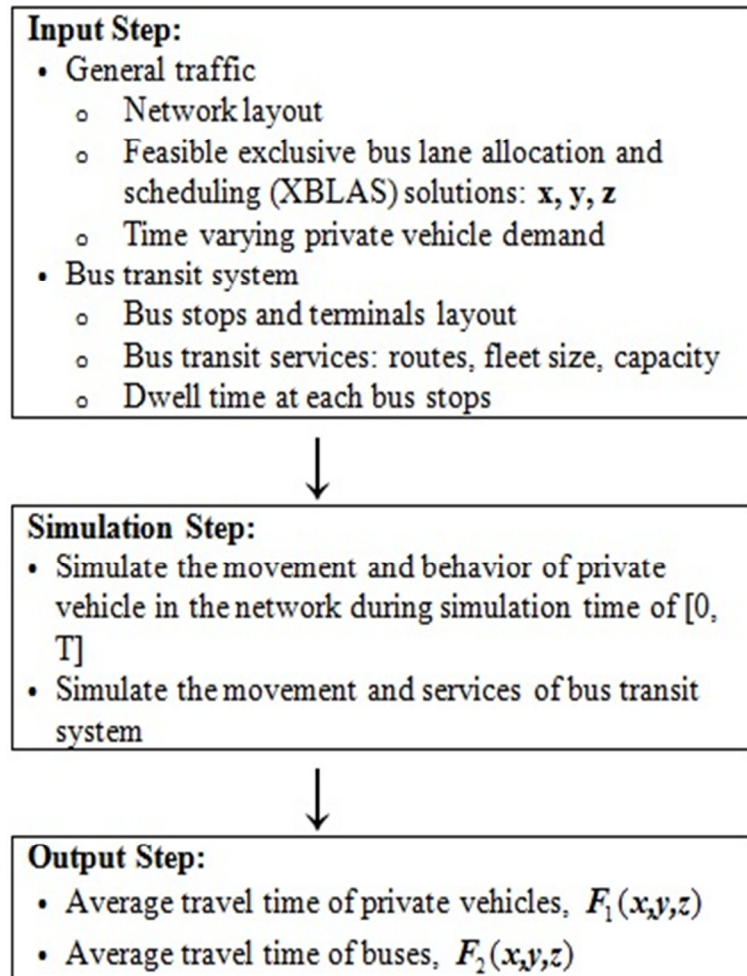 Input Step:
• General traffic
o Network layout
o Feasible exclusive bus lane allocation and
scheduling (XBLAS) solutions: x, y, z
o Time varying private vehicle demand
• Bus transit system
o Bus stops and terminals layout
o Bus transit services: routes, fleet size, capacity
o Dwell time at each bus stops
Simulation Step:
• Simulate the movement and behavior of private
vehicle in the network during simulation time of [0,
T]
• Simulate the movement and services of bus transit
system
Output Step:
• Average travel time of private vehicles, F₁(x,y,z)
• Average travel time of buses, F₂(x,y,z)